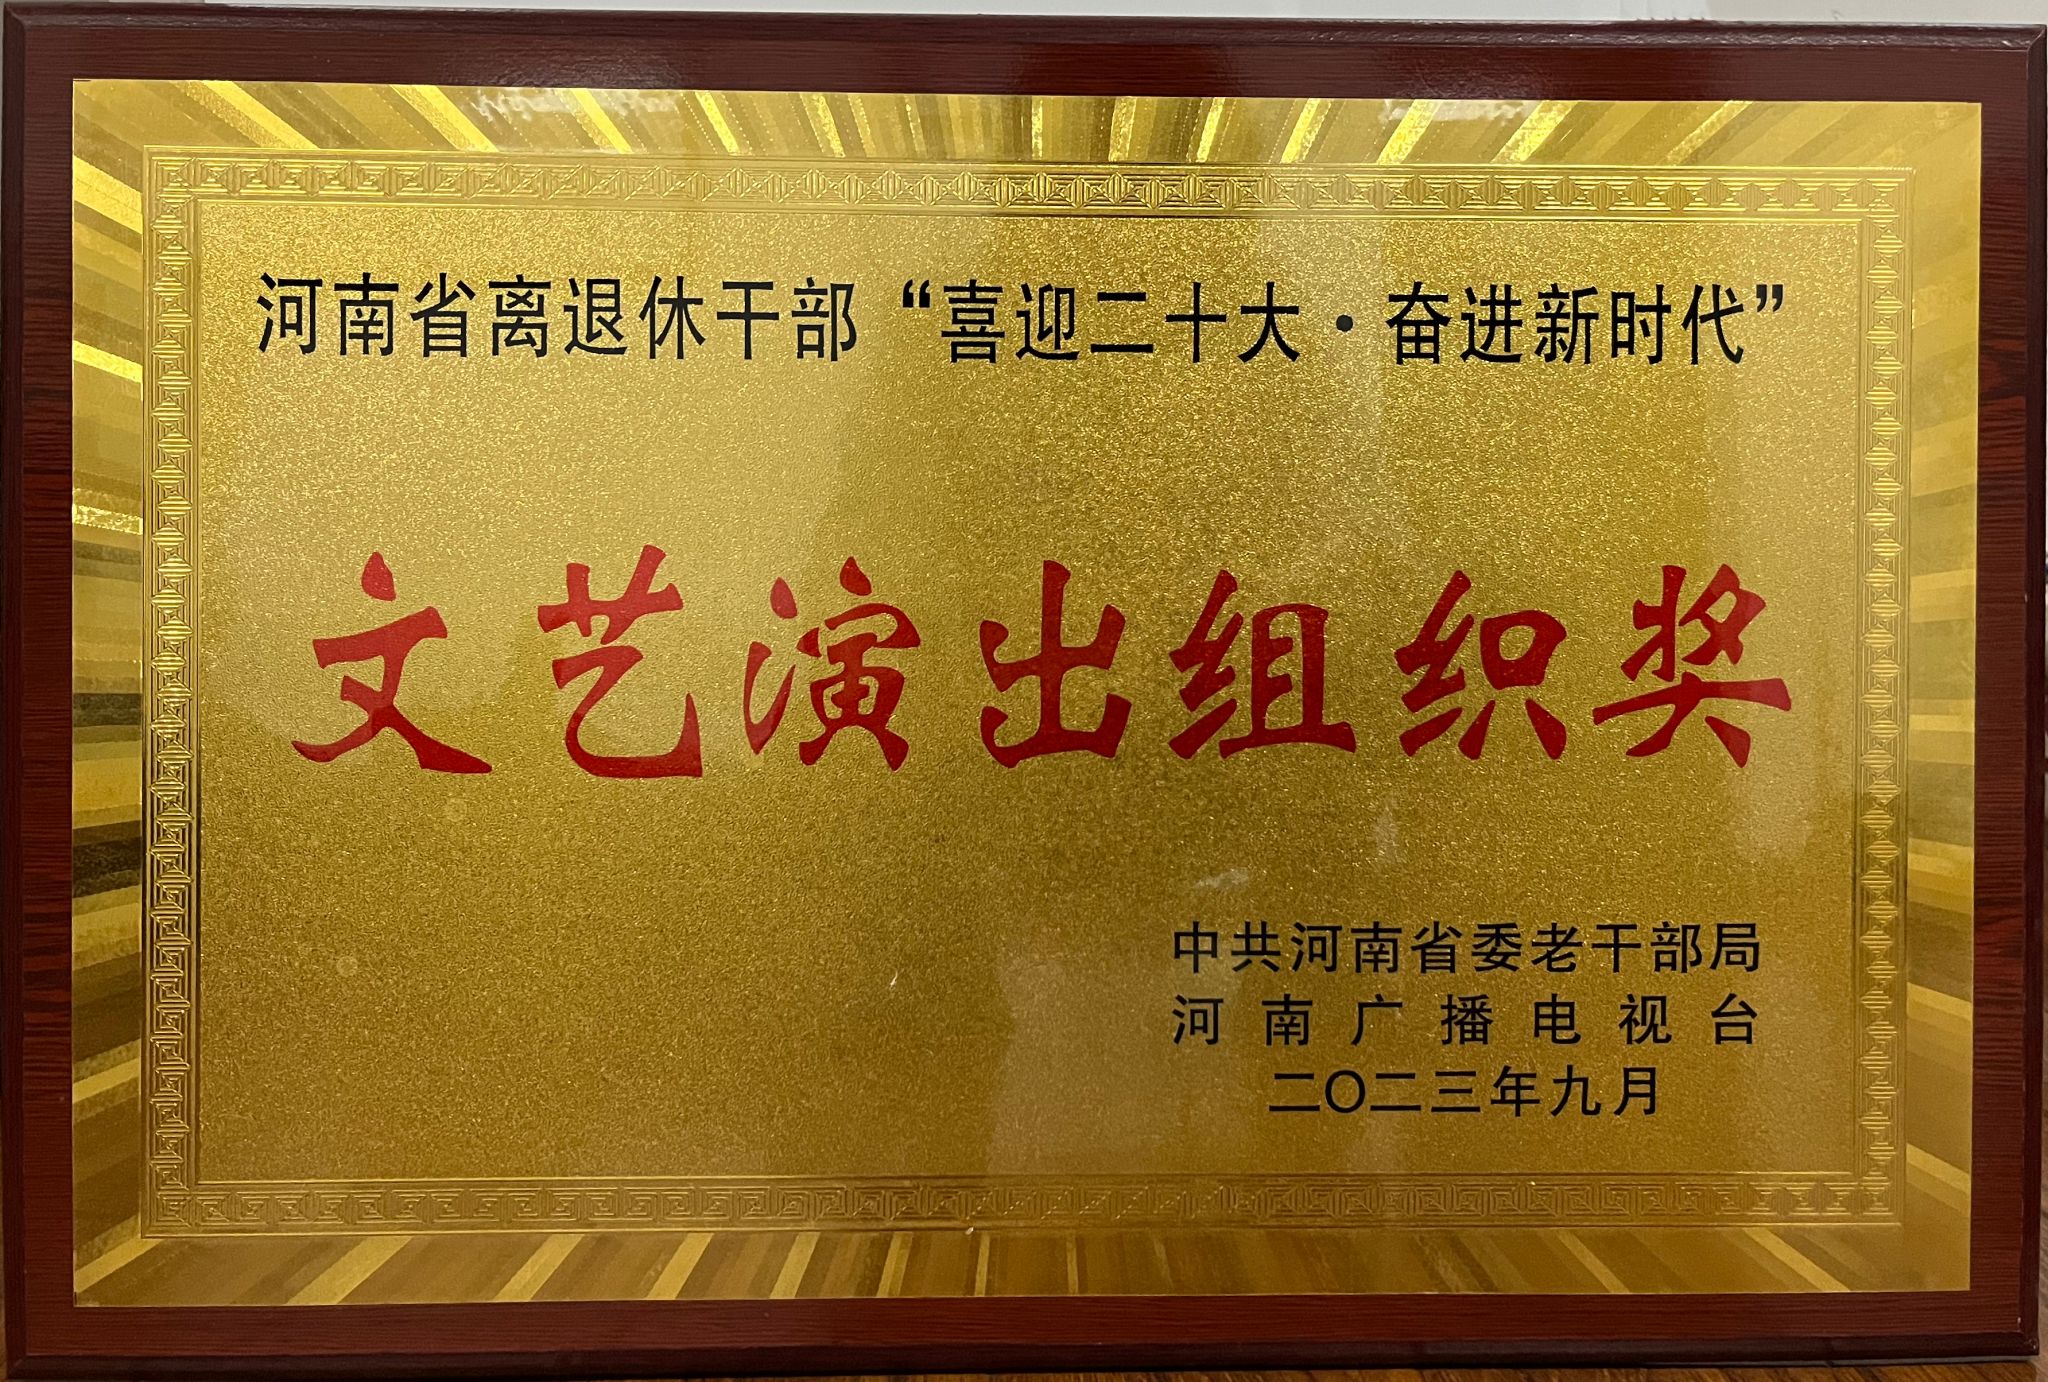 河南省离退休干部“喜迎二十大·奋进新时代”
文艺演出组织奖
中共河南省委老干部局
河南广播电视台
二〇二三年九月